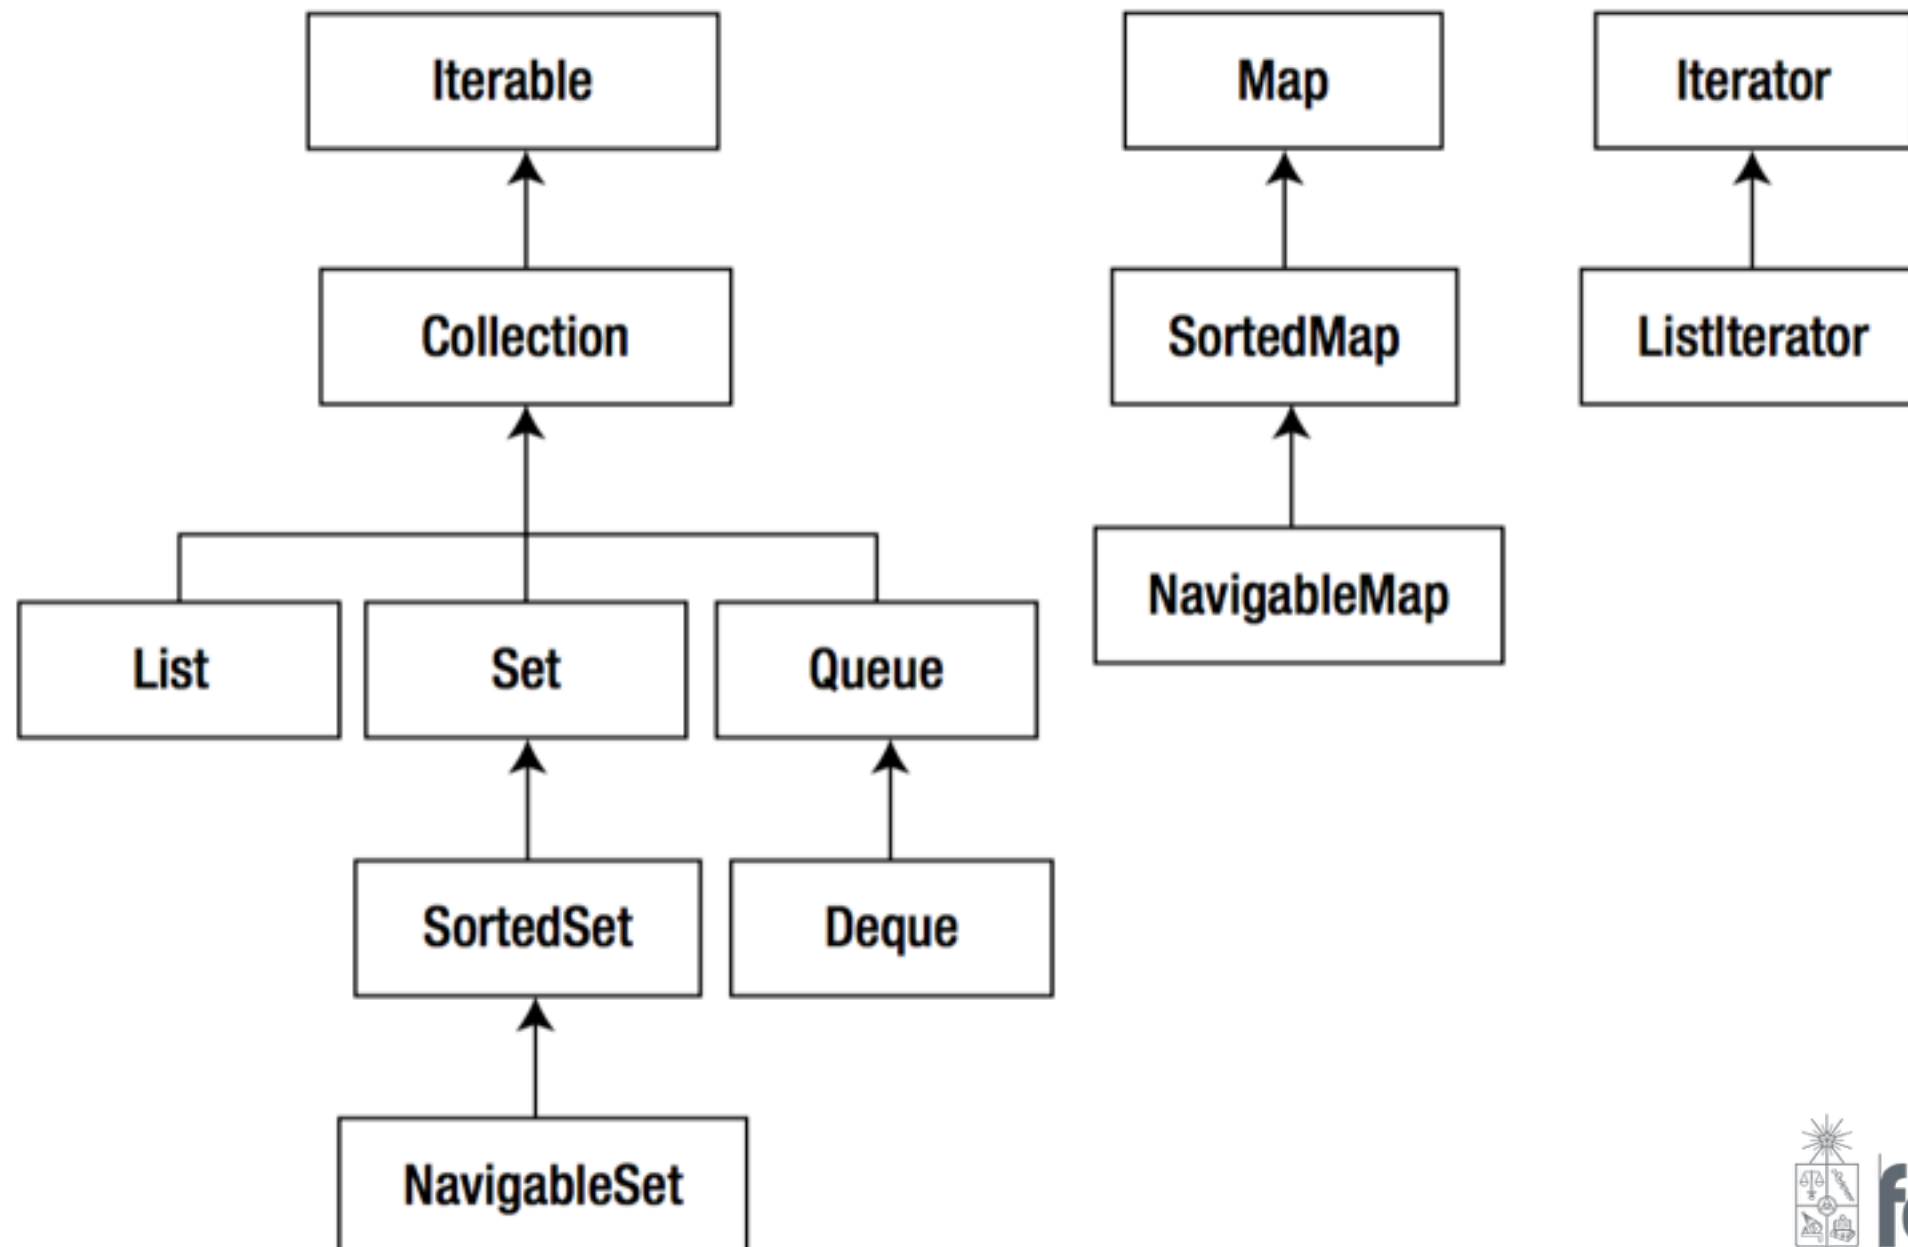 Iterable
Map
Iterator
Collection
SortedMap
ListIterator
NavigableMap
List
Set
Queue
SortedSet
Deque
NavigableSet